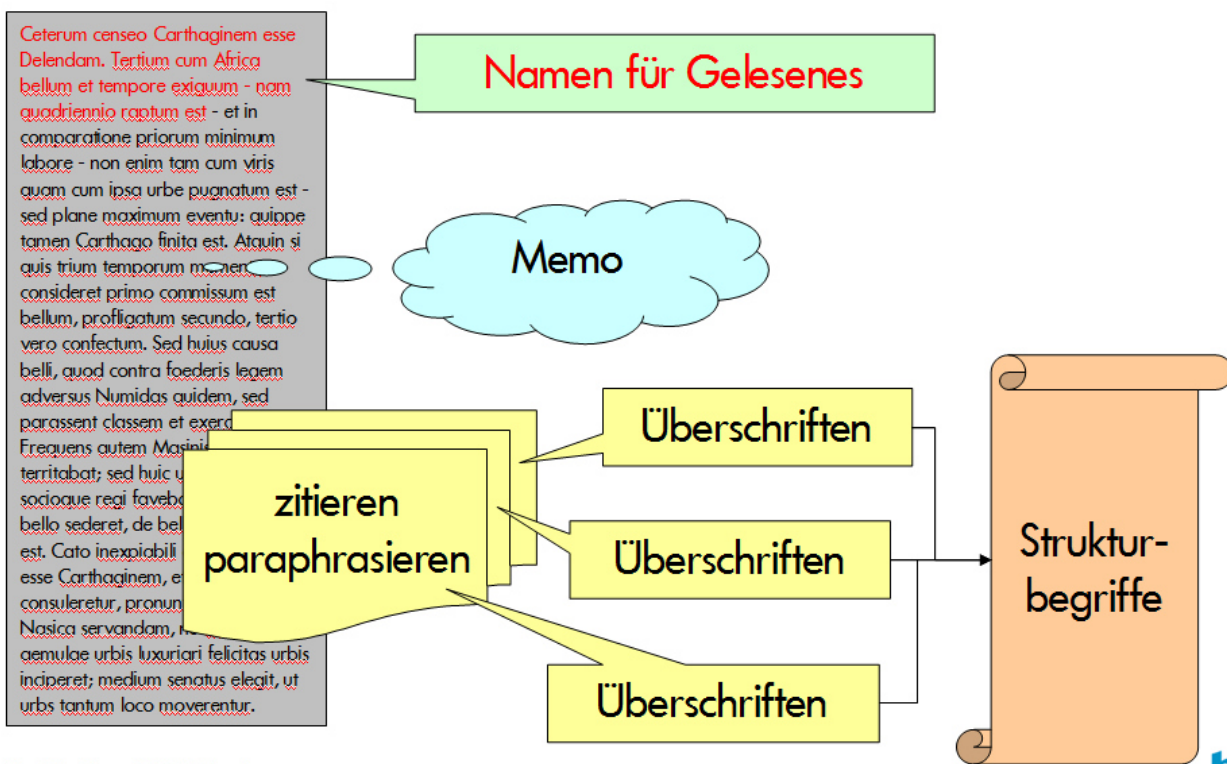 Ceterum censeo Carthaginem esse
Delendam. Tertium cum Africa
bellum et tempore exiguum - nam
quadriennio raptum est - et in
comparatione priorum minimum
labore - non enim tam cum viris
quam cum ipsa urbe pugnatum est -
sed plane maximum eventu: quippe
tamen Carthago finita est. Atquin si
quis trium temporum
consideret primo commissum est
bellum, profligatum secundo, tertio
vero confectum. Sed huius causa
belli, quod contra foederis legem
adversus Numidas quidem, sed
parassent classem et
Frequens autem
territabat; sed huic
socioque regi
bello sederet, de
est. Cato inexpiabili
esse Carthaginem,
consuleretur,
Nasica servandam,
aemulae urbis luxuriari felicitas urbis
inciperet; medium senatus elegit, ut
urbs tantum loco moverentur.
Namen für Gelesenes
Memo
zitieren
paraphrasieren
Überschriften
Überschriften
Überschriften
Struktur-
begriffe